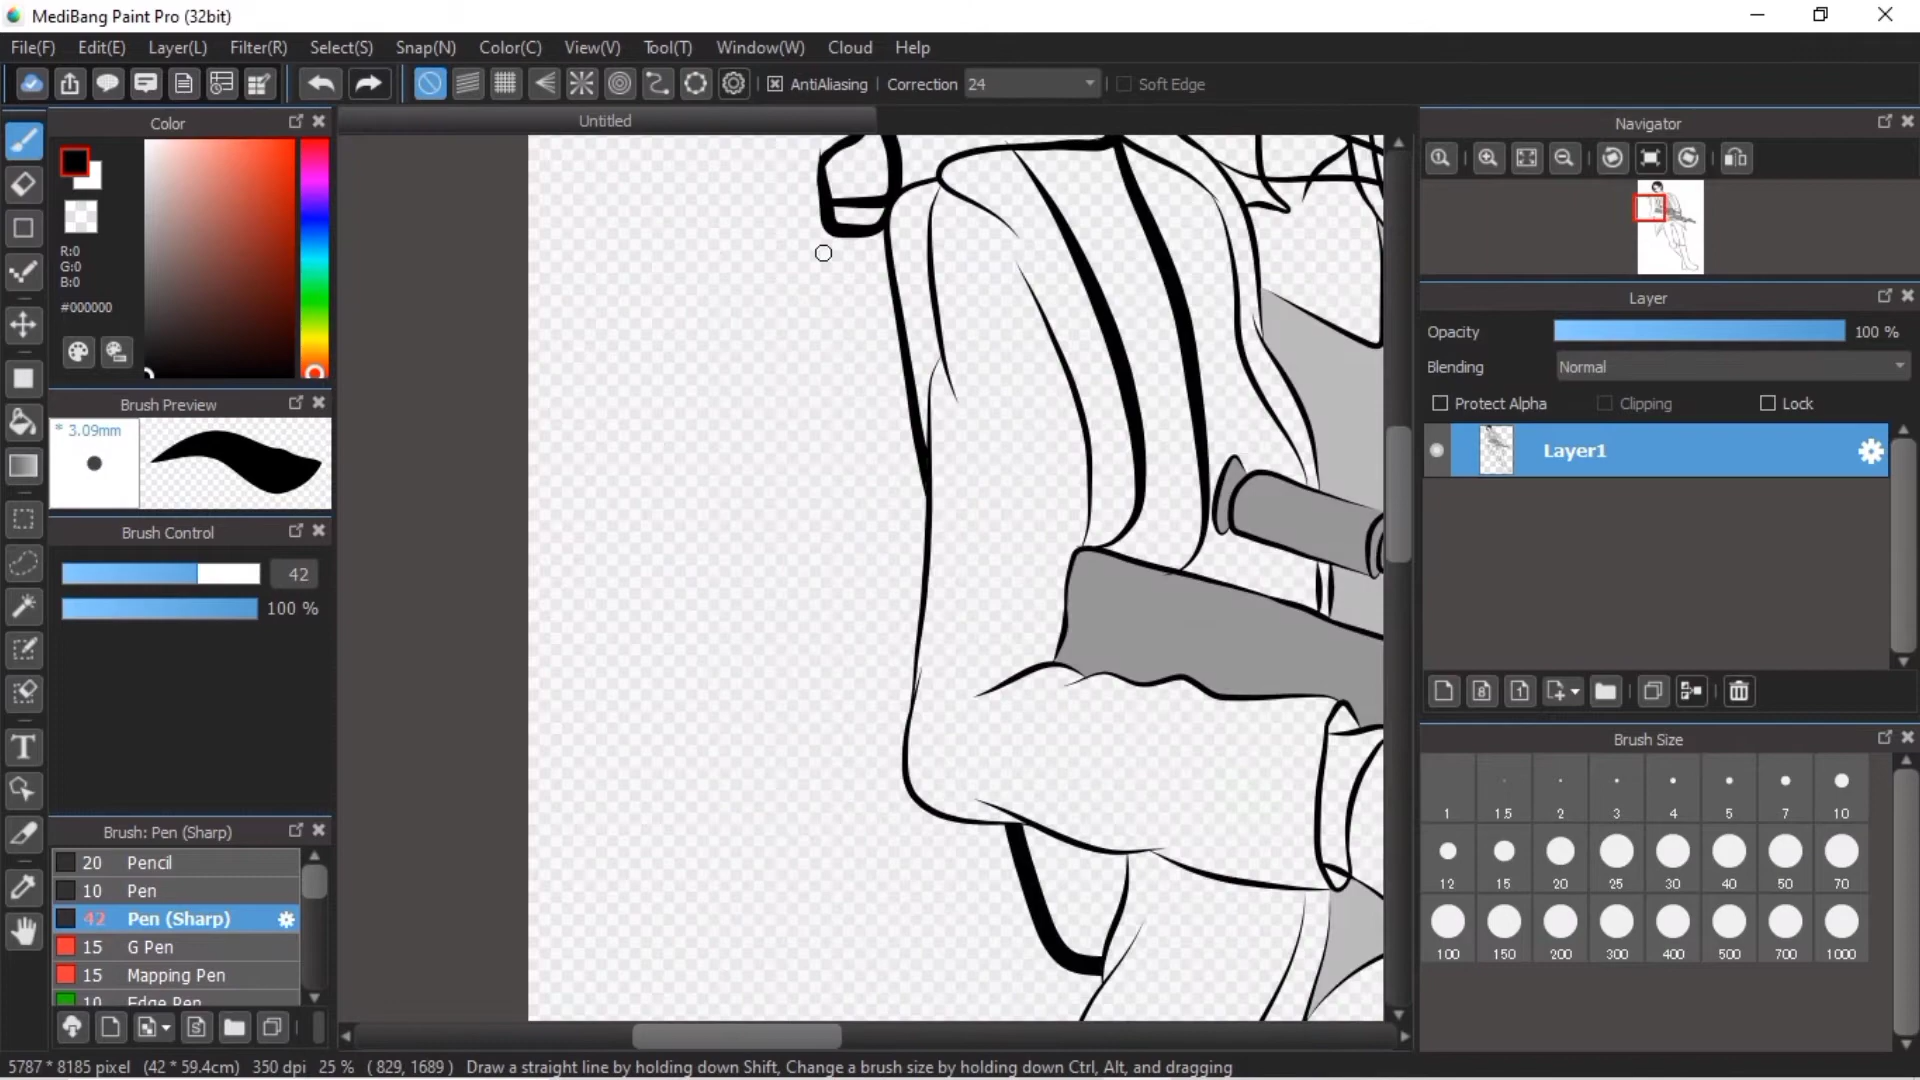 MediBang Paint Pro (32bit)
File(F) Edit(E) Layer(L) Filter(R) Select(S) Snap(N) Color(C) View(V) Tool(T) Window(W) Cloud Help
AntiAliasing Correction 24 Soft Edge
Color
R:0
G:0
B:0
#000000
Brush Preview
* 3.09mm
Brush Control
42
100 %
Brush: Pen (Sharp)
20 Pencil
10 Pen
42 Pen (Sharp)
15 G Pen
15 Mapping Pen
10 Edge Pen
Untitled
Navigator
Layer
Opacity 100 %
Blending Normal
Protect Alpha Clipping Lock
Layer1
Brush Size
1 1.5 2 3 4 5 7 10
12 15 20 25 30 40 50 70
100 150 200 300 400 500 700 1000
5787 * 8185 pixel (42 * 59.4cm) 350 dpi 25 % ( 829, 1689 ) Draw a straight line by holding down Shift, Change a brush size by holding down Ctrl, Alt, and dragging